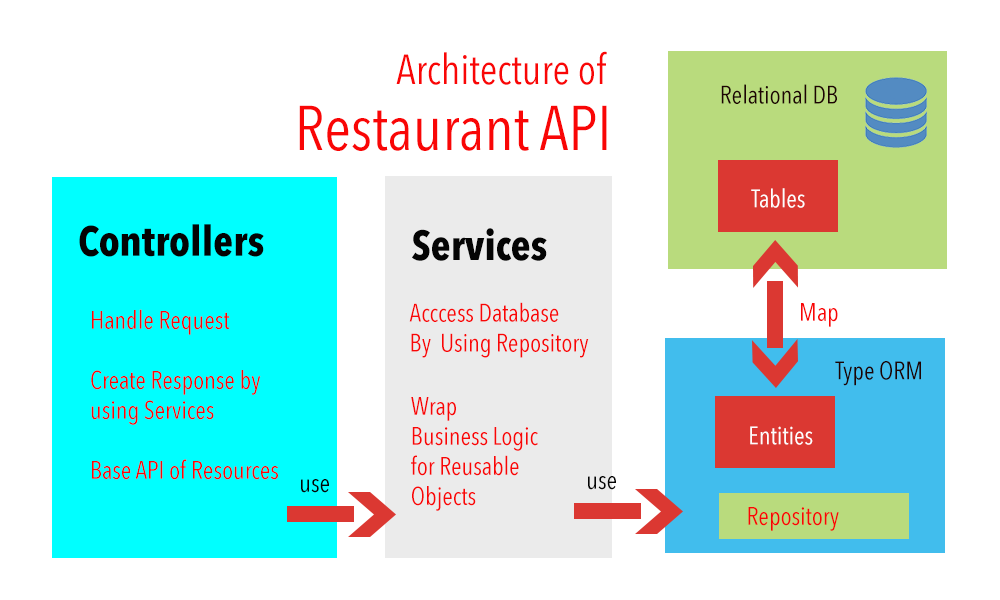 Architecture of
Restaurant API
Controllers
Handle Request
Create Response by
using Services
Base API of Resources
use
Services
Acccess Database
By Using Repository
Wrap
Business Logic
for Reusable
Objects
use
Relational DB
Tables
Map
Type ORM
Entities
Repository